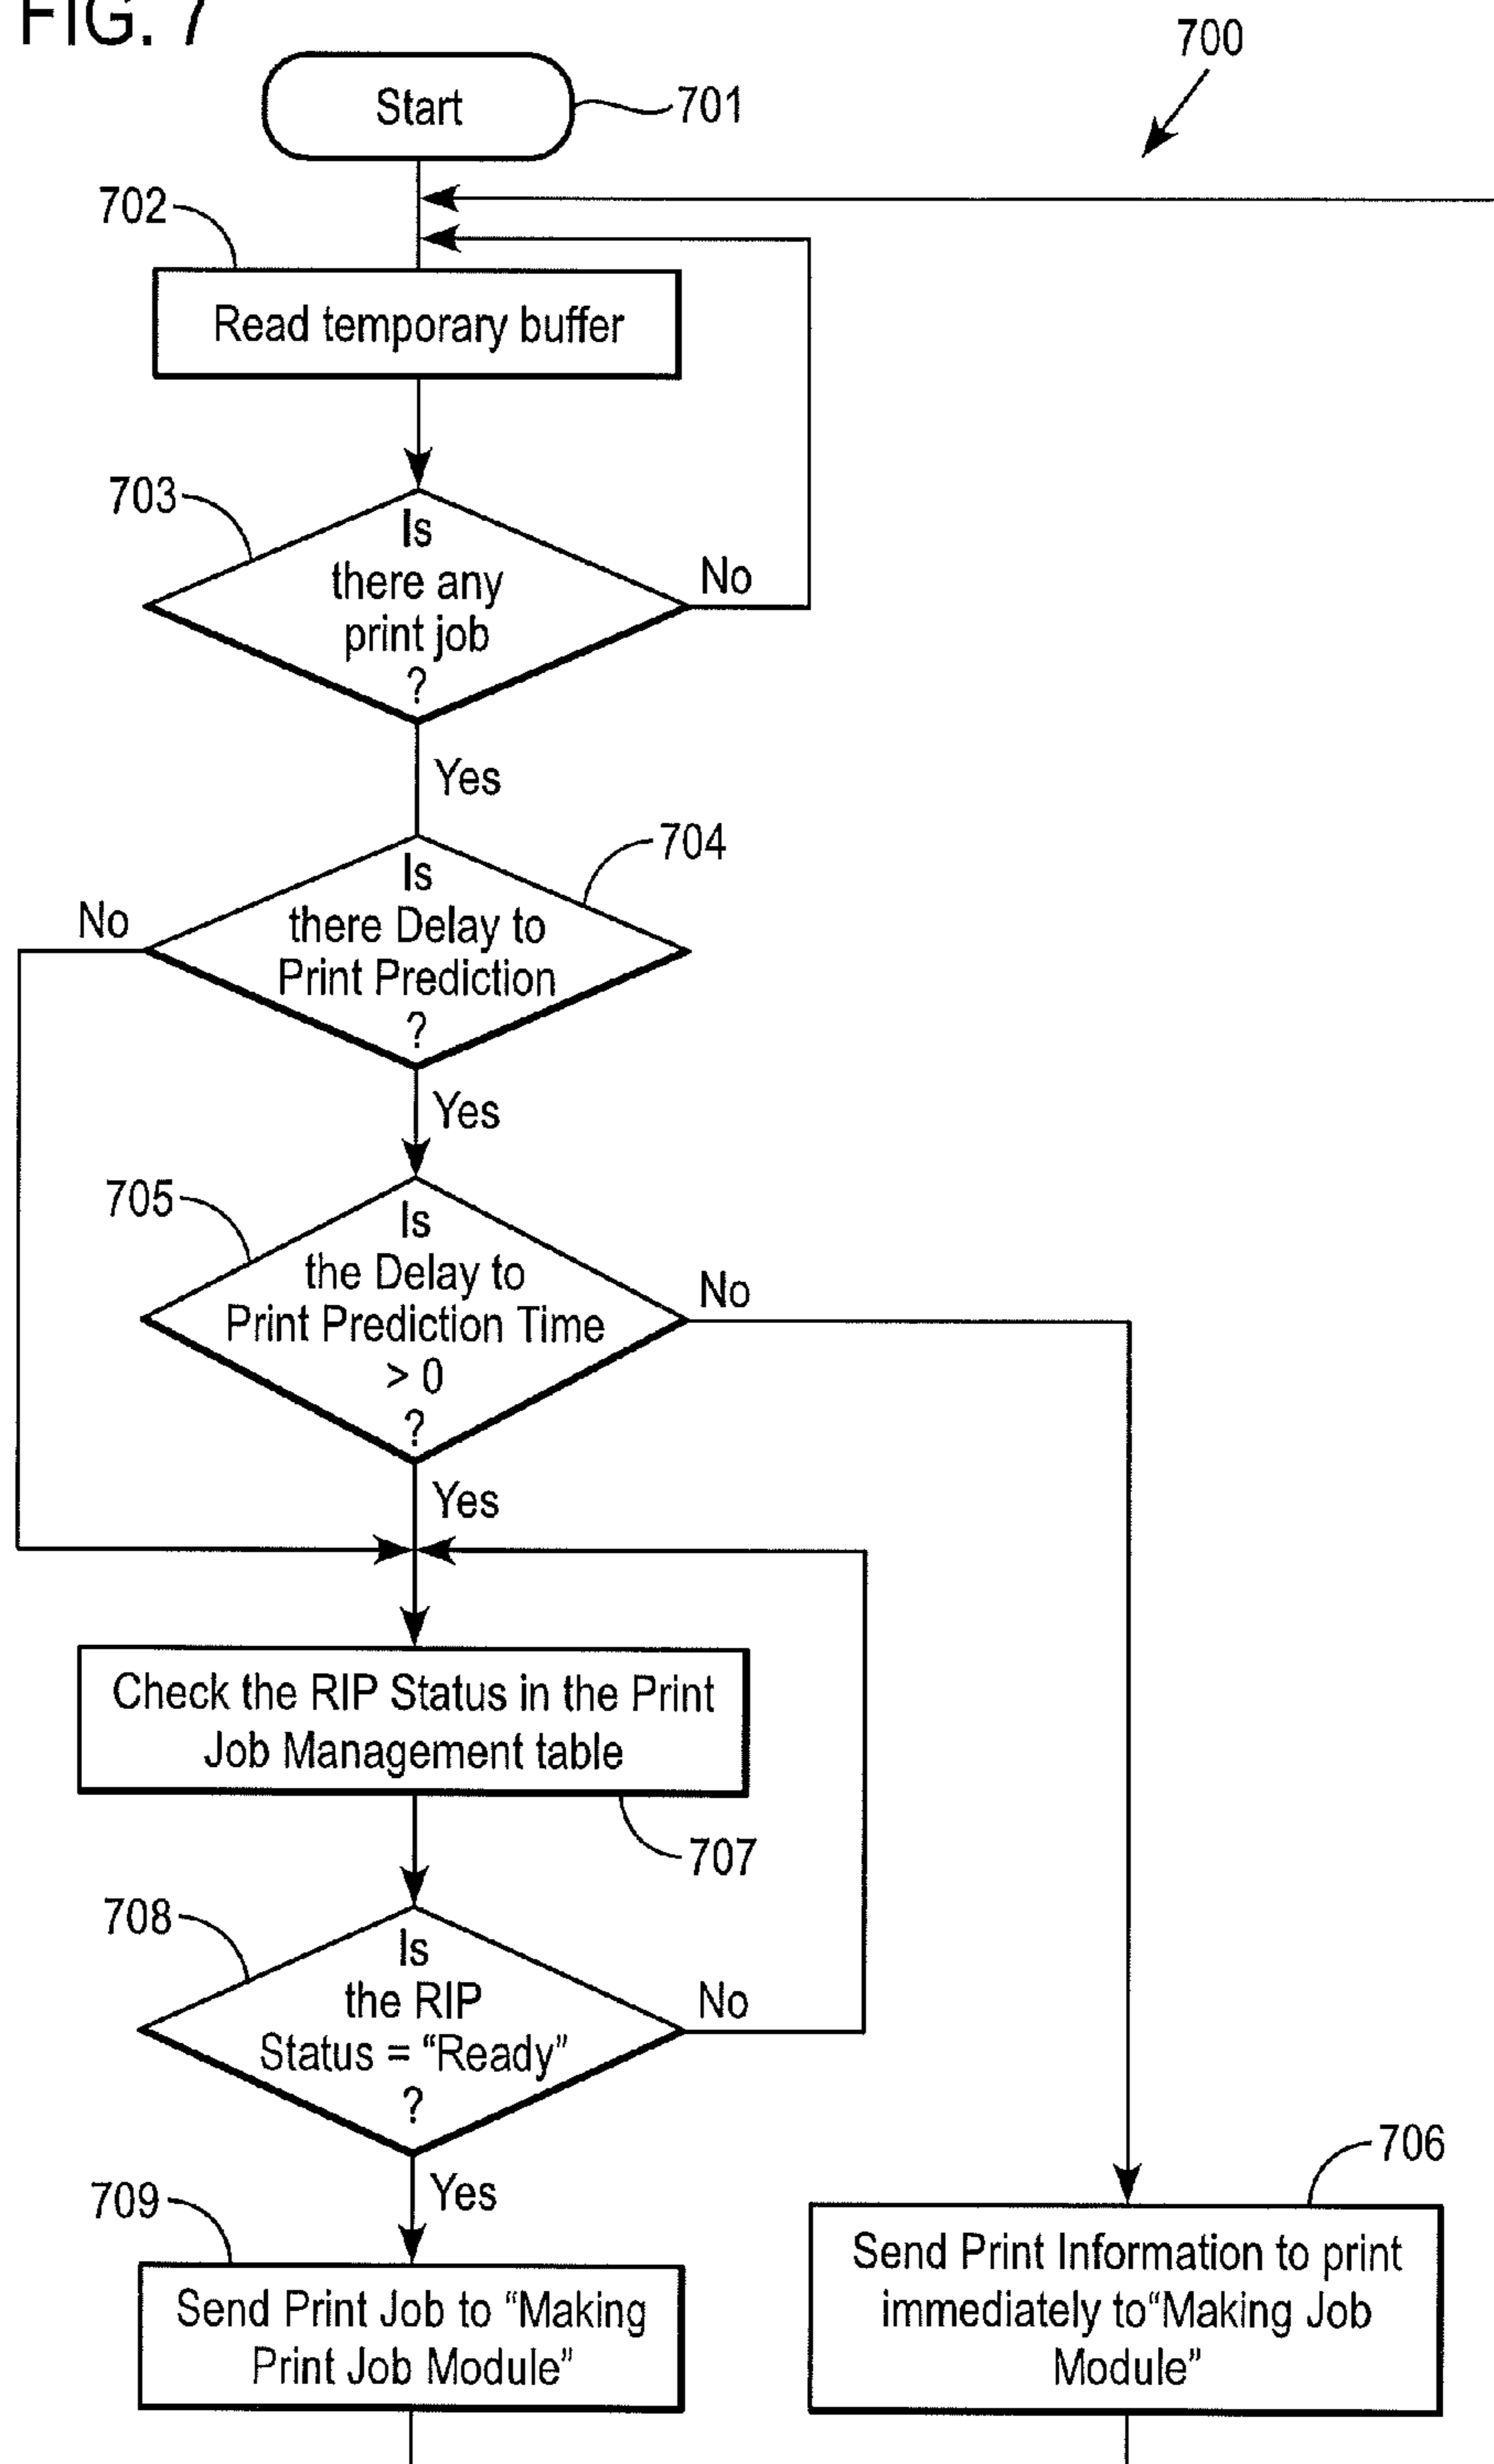 FIG. 7
700
Start
701
702
Read temporary buffer
703
Is
there any
print job
?
No
Yes
704
Is
there Delay to
Print Prediction
?
No
Yes
705
Is
the Delay to
Print Prediction Time
> 0
?
No
Yes
Check the RIP Status in the Print
Job Management table
707
708
Is
the RIP
Status = “Ready”
?
No
Yes
709
Send Print Job to “Making
Print Job Module”
706
Send Print Information to print
immediately to“Making Job
Module”